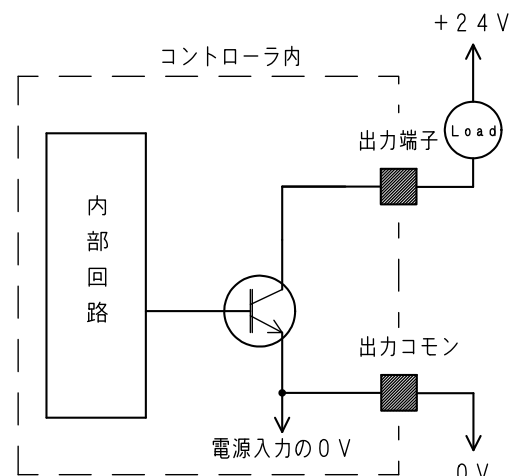 +24V
コントローラ内
Load
出力端子
内部回路
出力コモン
電源入力の0V
0V